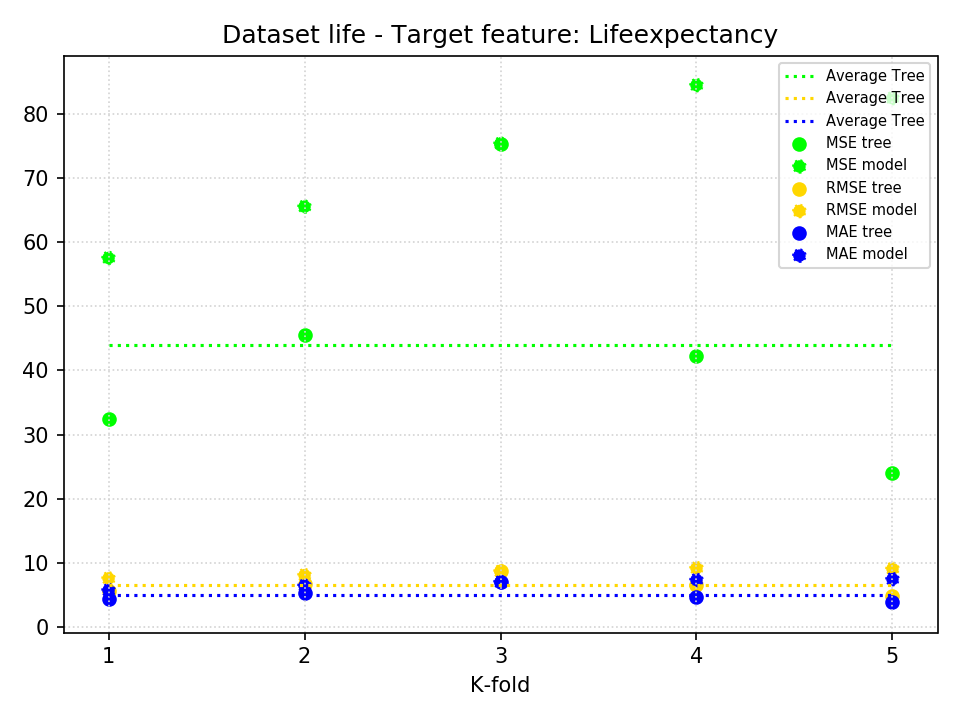 Dataset life - Target feature: Lifeexpectancy
80
70
60
50
40
30
20
10
0
Average Tree
Average Tree
Average Tree
MSE tree
MSE model
RMSE tree
RMSE model
MAE tree
MAE model
1 2 3 4 5
K-fold